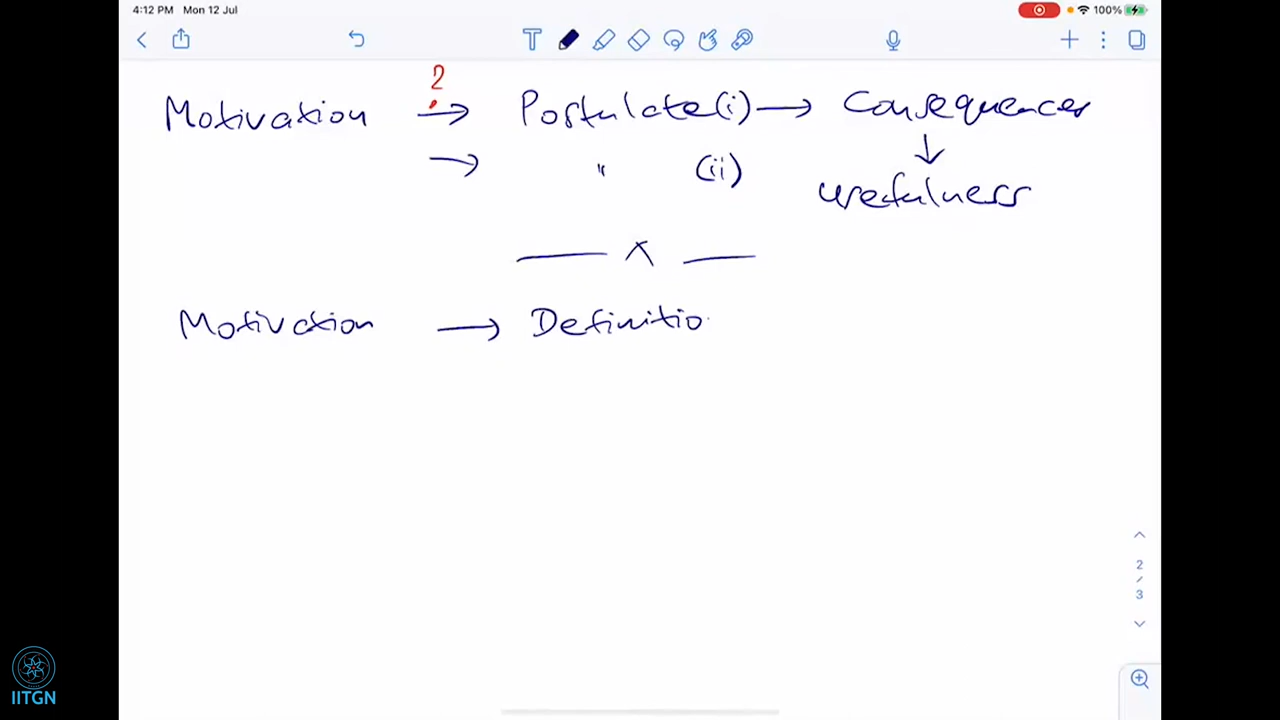 4:12 PM Mon 12 Jul
100%
2
Motivation → Postulate(i) → Consequences
→ " (ii)
↓
usefulness
— x —
Motivation → Definitio
2
/
3
IITGN